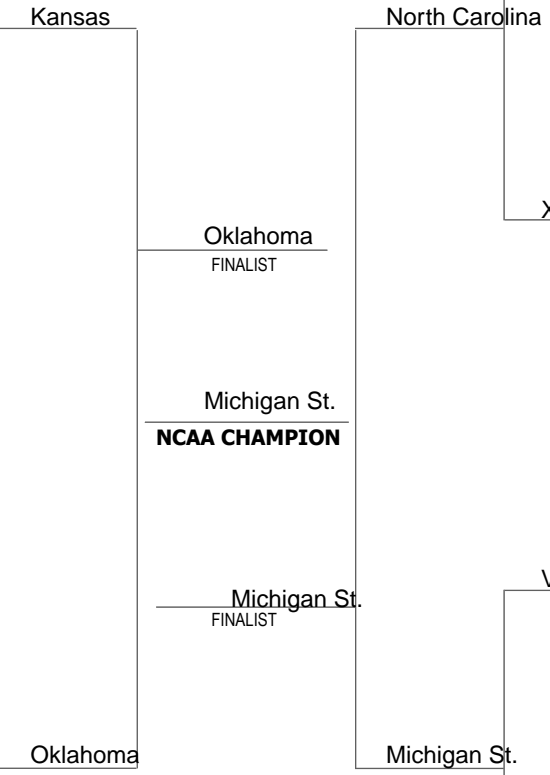 Kansas
North Carolina
Oklahoma
FINALIST
Michigan St.
NCAA CHAMPION
Michigan St.
FINALIST
Oklahoma
Michigan St.